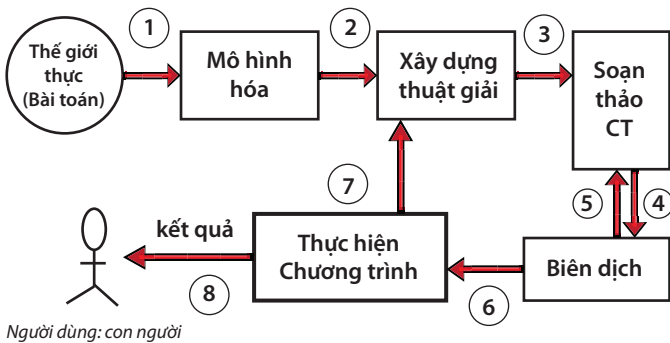 1
2
3
Thế giới
thực
(Bài toán)
Mô hình
hóa
Xây dựng
thuật giải
Soạn
thảo
CT
7
5
4
kết quả
Thực hiện
Chương trình
Biên dịch
8
6
Người dùng: con người